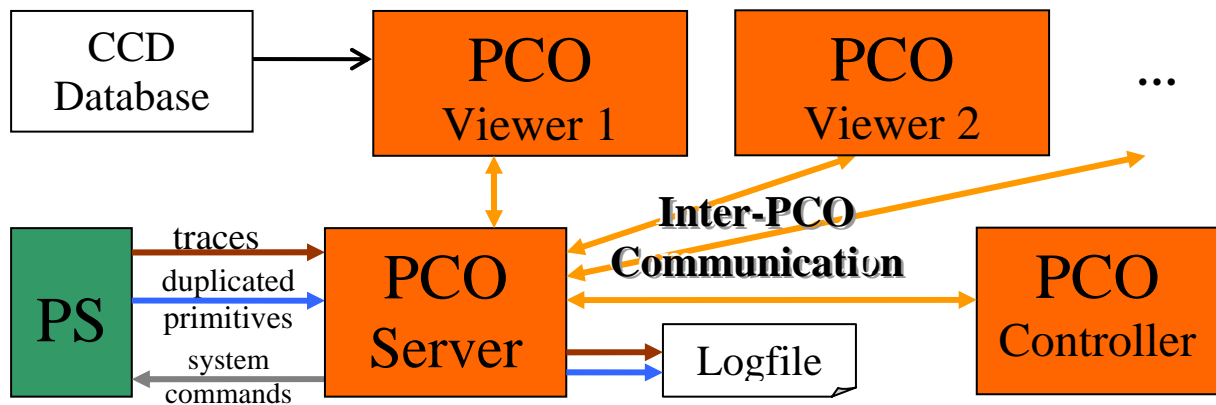 CCD
Database
PCO
Viewer 1
PCO
Viewer 2
...
Inter-PCO
Communication
PS
traces
duplicated
primitives
system
commands
PCO
Server
Logfile
PCO
Controller